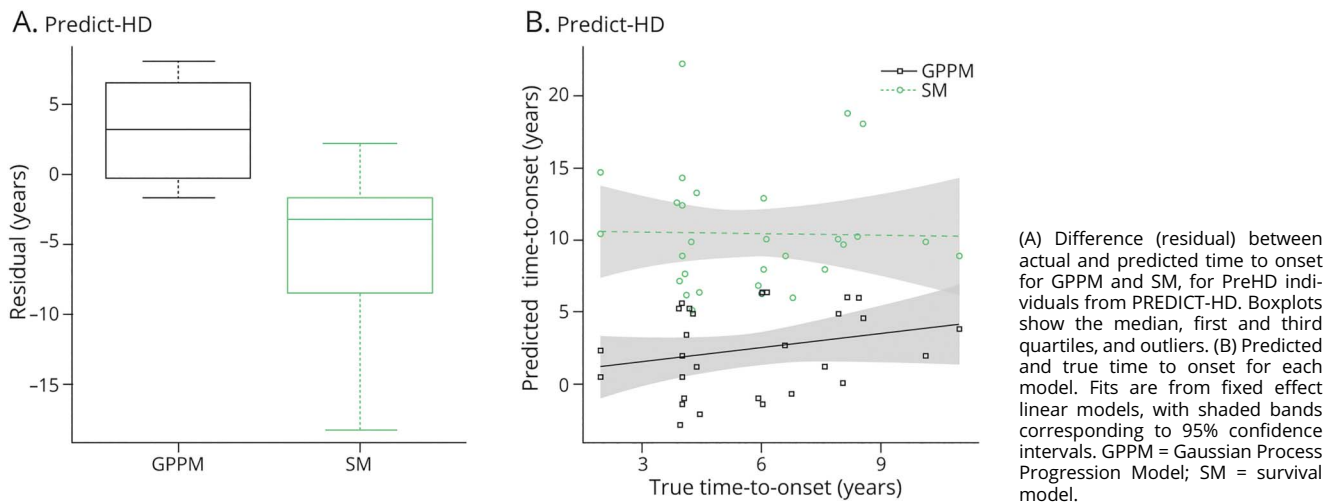 A. Predict-HD
Residual (years)
5
0
−5
−10
−15
GPPM
SM
B. Predict-HD
Predicted time-to-onset (years)
20
15
10
5
0
GPPM
SM
3
6
9
True time-to-onset (years)
(A) Difference (residual) between
actual and predicted time to onset
for GPPM and SM, for PreHD indi-
viduals from PREDICT-HD. Boxplots
show the median, first and third
quartiles, and outliers. (B) Predicted
and true time to onset for each
model. Fits are from fixed effect
linear models, with shaded bands
corresponding to 95% confidence
intervals. GPPM = Gaussian Process
Progression Model; SM = survival
model.